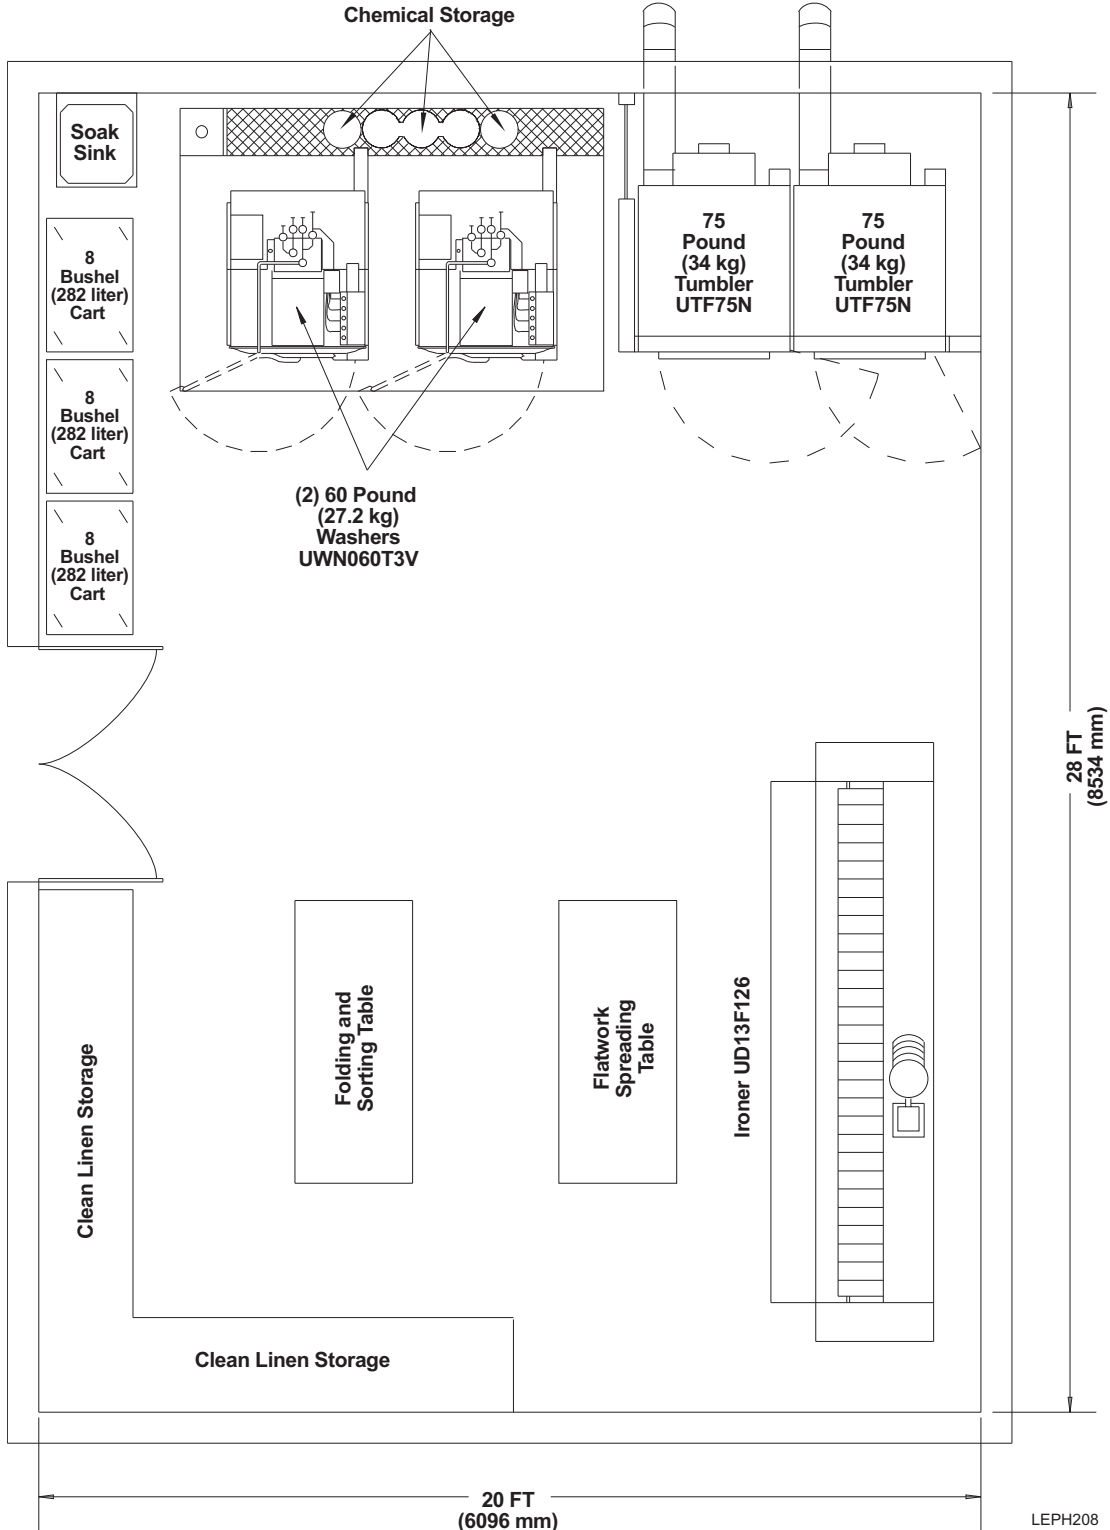 Chemical Storage
Soak
Sink
75
Pound
(34 kg)
Tumbler
UTF75N
75
Pound
(34 kg)
Tumbler
UTF75N
8
Bushel
(282 liter)
Cart
8
Bushel
(282 liter)
Cart
(2) 60 Pound
(27.2 kg)
Washers
UWN060T3V
8
Bushel
(282 liter)
Cart
28 FT
(8534 mm)
Clean Linen Storage
Folding and
Sorting Table
Flatwork
Spreading
Table
Ironer UD13F126
Clean Linen Storage
20 FT
(6096 mm)
LEPH208